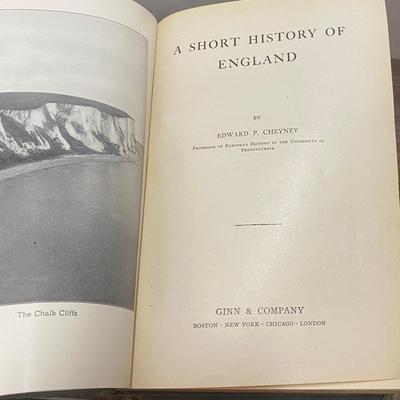 The Chalk Cliffs
A SHORT HISTORY OF
ENGLAND
BY
EDWARD P. CHEYNEY
PROFESSOR OF EUROPEAN HISTORY IN THE UNIVERSITY OF
PENNSYLVANIA
GINN & COMPANY
BOSTON · NEW YORK · CHICAGO · LONDON